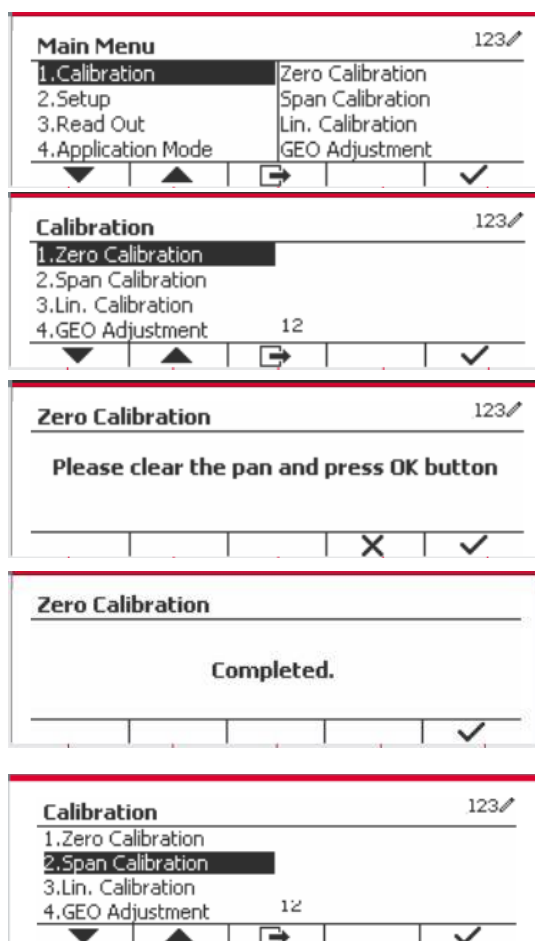 Main Menu 123
1.Calibration Zero Calibration
2.Setup Span Calibration
3.Read Out Lin. Calibration
4.Application Mode GEO Adjustment
Calibration 123
1.Zero Calibration
2.Span Calibration
3.Lin. Calibration
4.GEO Adjustment 12
Zero Calibration 123
Please clear the pan and press OK button
Zero Calibration
Completed.
Calibration 123
1.Zero Calibration
2.Span Calibration
3.Lin. Calibration
4.GEO Adjustment 12